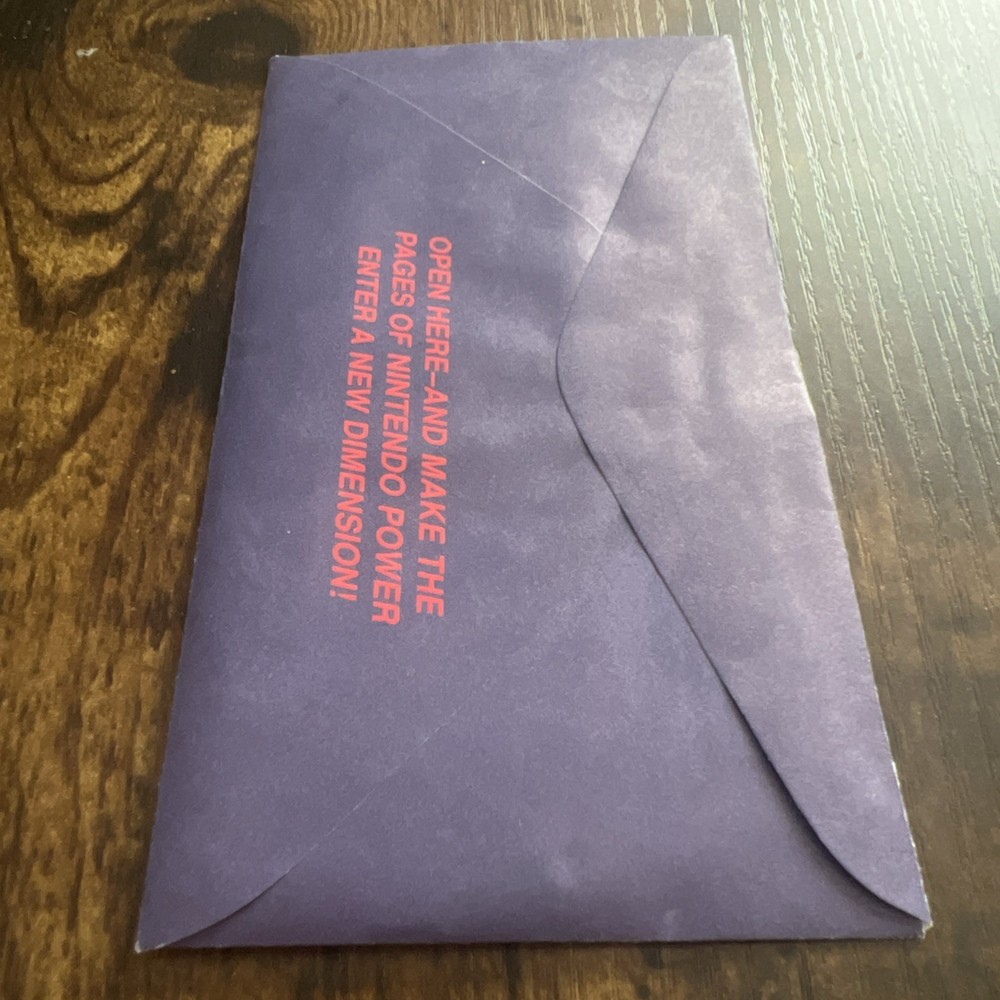 OPEN HERE–AND MAKE THE
PAGES OF NINTENDO POWER
ENTER A NEW DIMENSION!